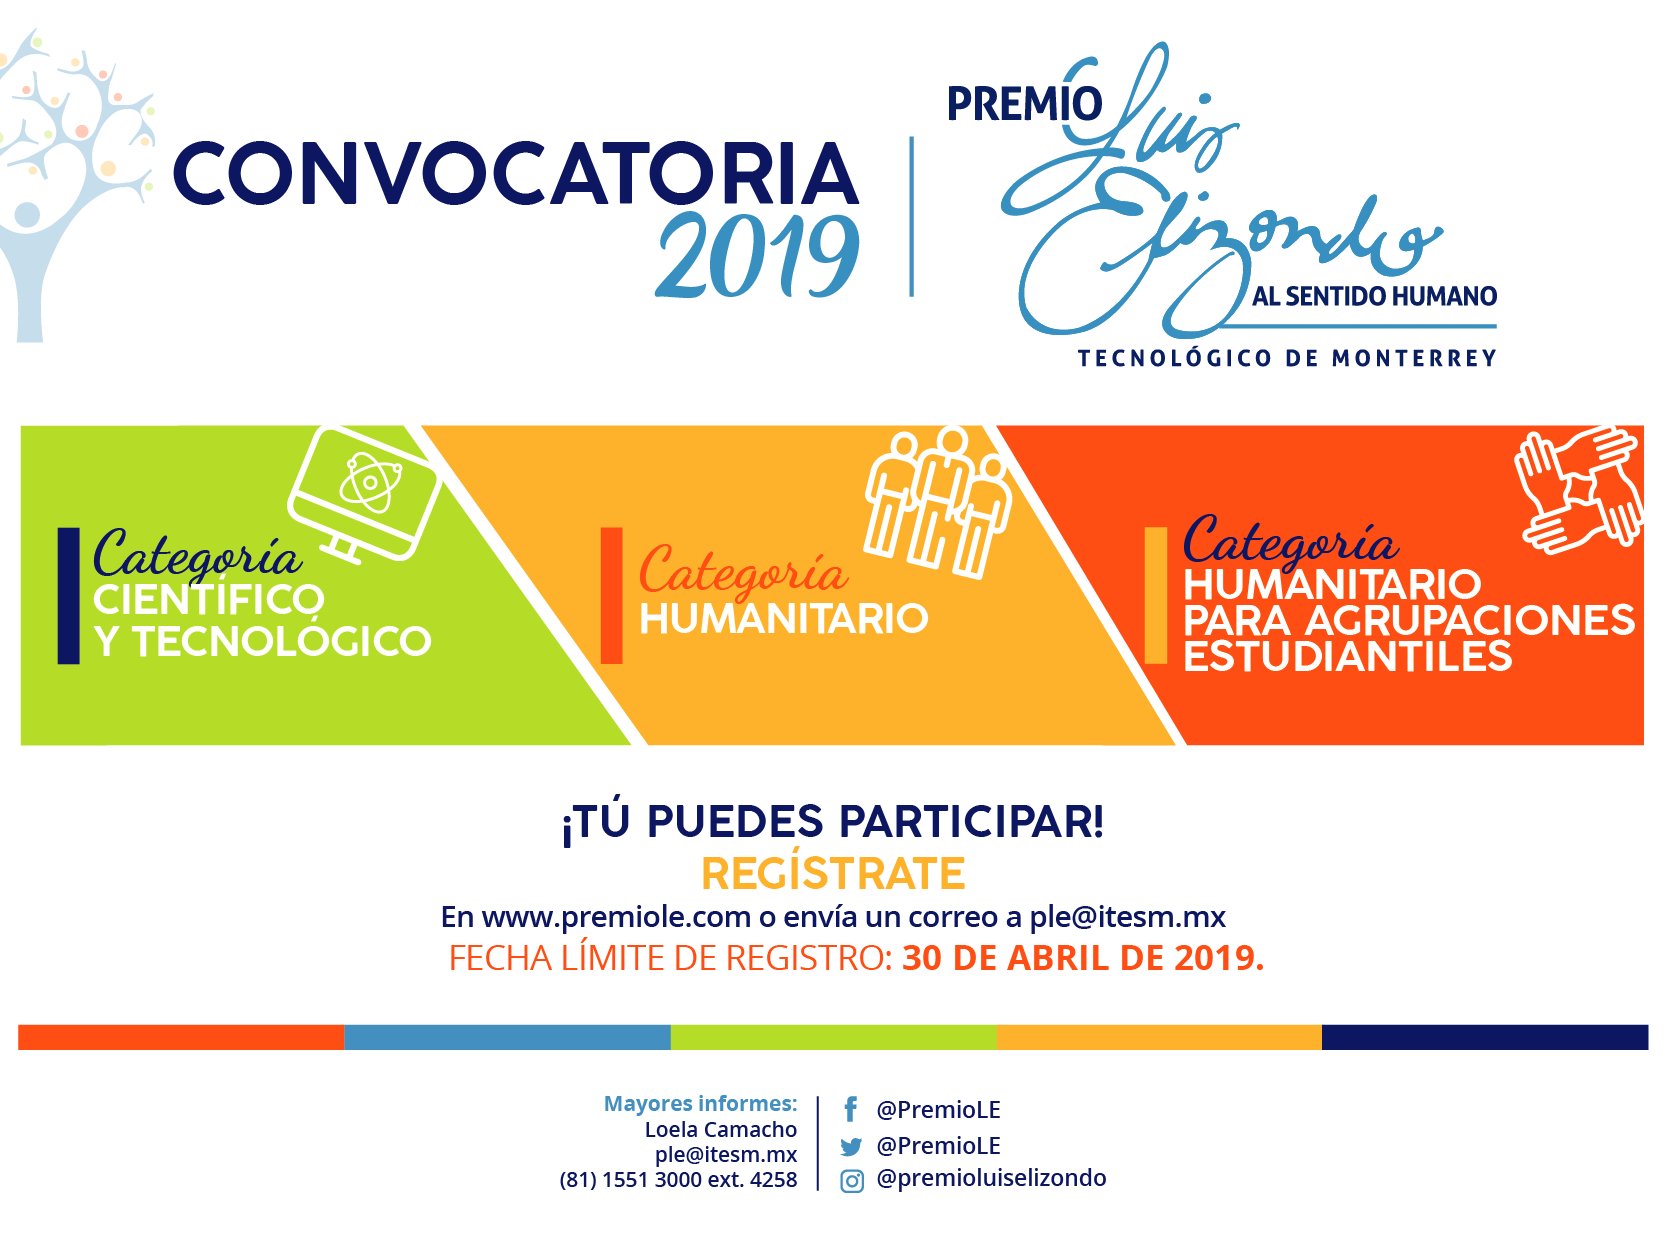 CONVOCATORIA
2019
PREMIO Luis
Elizondo
AL SENTIDO HUMANO
TECNOLÓGICO DE MONTERREY
Categoría
CIENTÍFICO
Y TECNOLÓGICO
Categoría
HUMANITARIO
Categoría
HUMANITARIO
PARA AGRUPACIONES
ESTUDIANTILES
¡TÚ PUEDES PARTICIPAR!
REGÍSTRATE
En www.premiole.com o envía un correo a ple@itesm.mx
FECHA LÍMITE DE REGISTRO: 30 DE ABRIL DE 2019.
Mayores informes:
Loela Camacho
ple@itesm.mx
(81) 1551 3000 ext. 4258
@PremioLE
@PremioLE
@premioluiselizondo